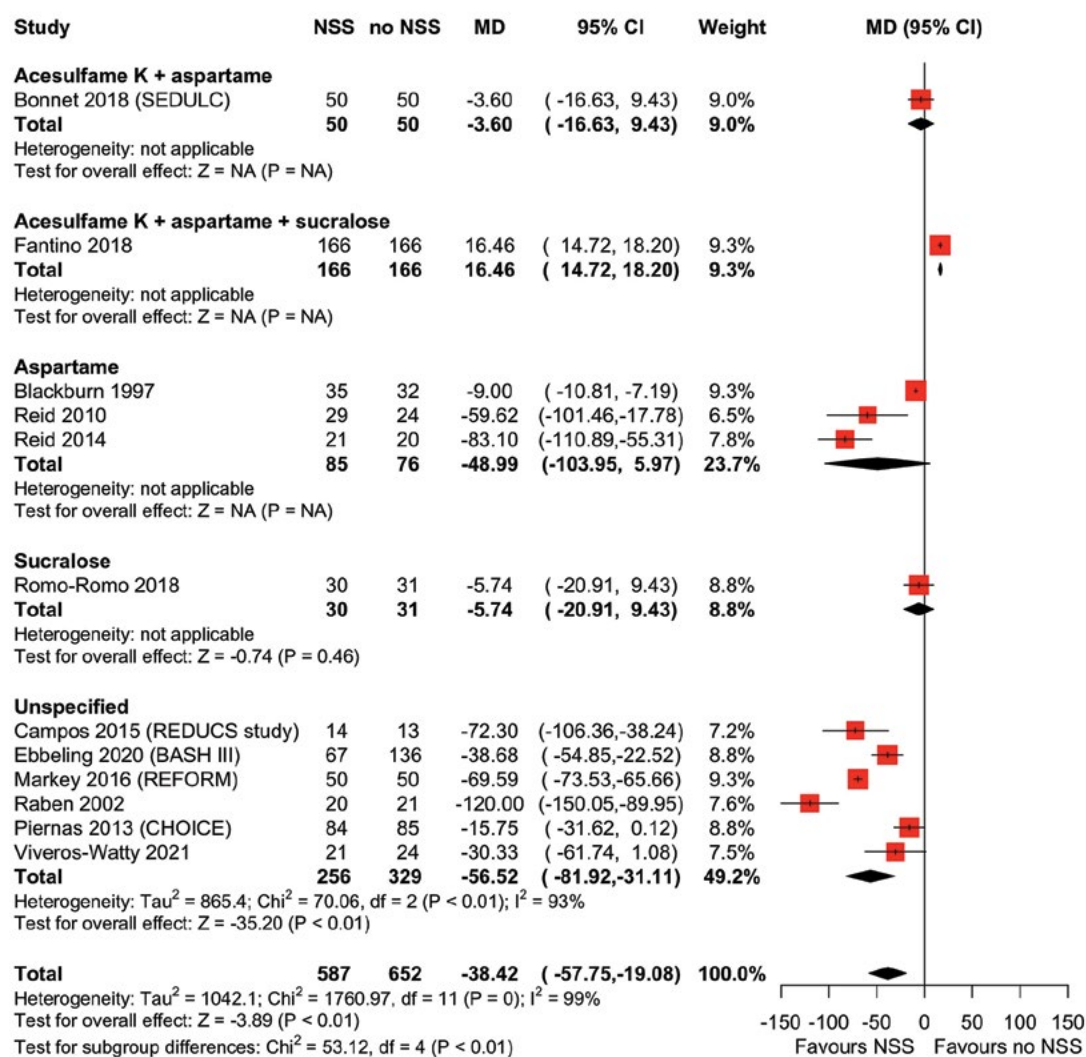 Study NSS no NSS MD 95% CI Weight MD (95% CI)
Acesulfame K + aspartame
Bonnet 2018 (SEDULC) 50 50 -3.60 ( -16.63, 9.43) 9.0%
Total 50 50 -3.60 ( -16.63, 9.43) 9.0%
Heterogeneity: not applicable
Test for overall effect: Z = NA (P = NA)
Acesulfame K + aspartame + sucralose
Fantino 2018 166 166 16.46 ( 14.72, 18.20) 9.3%
Total 166 166 16.46 ( 14.72, 18.20) 9.3%
Heterogeneity: not applicable
Test for overall effect: Z = NA (P = NA)
Aspartame
Blackburn 1997 35 32 -9.00 ( -10.81, -7.19) 9.3%
Reid 2010 29 24 -59.62 (-101.46,-17.78) 6.5%
Reid 2014 21 20 -83.10 (-110.89,-55.31) 7.8%
Total 85 76 -48.99 (-103.95, 5.97) 23.7%
Heterogeneity: not applicable
Test for overall effect: Z = NA (P = NA)
Sucralose
Romo-Romo 2018 30 31 -5.74 ( -20.91, 9.43) 8.8%
Total 30 31 -5.74 ( -20.91, 9.43) 8.8%
Heterogeneity: not applicable
Test for overall effect: Z = -0.74 (P = 0.46)
Unspecified
Campos 2015 (REDUCS study) 14 13 -72.30 (-106.36,-38.24) 7.2%
Ebbeling 2020 (BASH III) 67 136 -38.68 ( -54.85,-22.52) 8.8%
Markey 2016 (REFORM) 50 50 -69.59 ( -73.53,-65.66) 9.3%
Raben 2002 20 21 -120.00 (-150.05,-89.95) 7.6%
Piernas 2013 (CHOICE) 84 85 -15.75 ( -31.62, 0.12) 8.8%
Viveros-Watty 2021 21 24 -30.33 ( -61.74, 1.08) 7.5%
Total 256 329 -56.52 ( -81.92,-31.11) 49.2%
Heterogeneity: Tau² = 865.4; Chi² = 70.06, df = 2 (P < 0.01); I² = 93%
Test for overall effect: Z = -35.20 (P < 0.01)
Total 587 652 -38.42 ( -57.75,-19.08) 100.0%
Heterogeneity: Tau² = 1042.1; Chi² = 1760.97, df = 11 (P = 0); I² = 99%
Test for overall effect: Z = -3.89 (P < 0.01)
Test for subgroup differences: Chi² = 53.12, df = 4 (P < 0.01)
-150 -100 -50 0 50 100 150
Favours NSS Favours no NSS